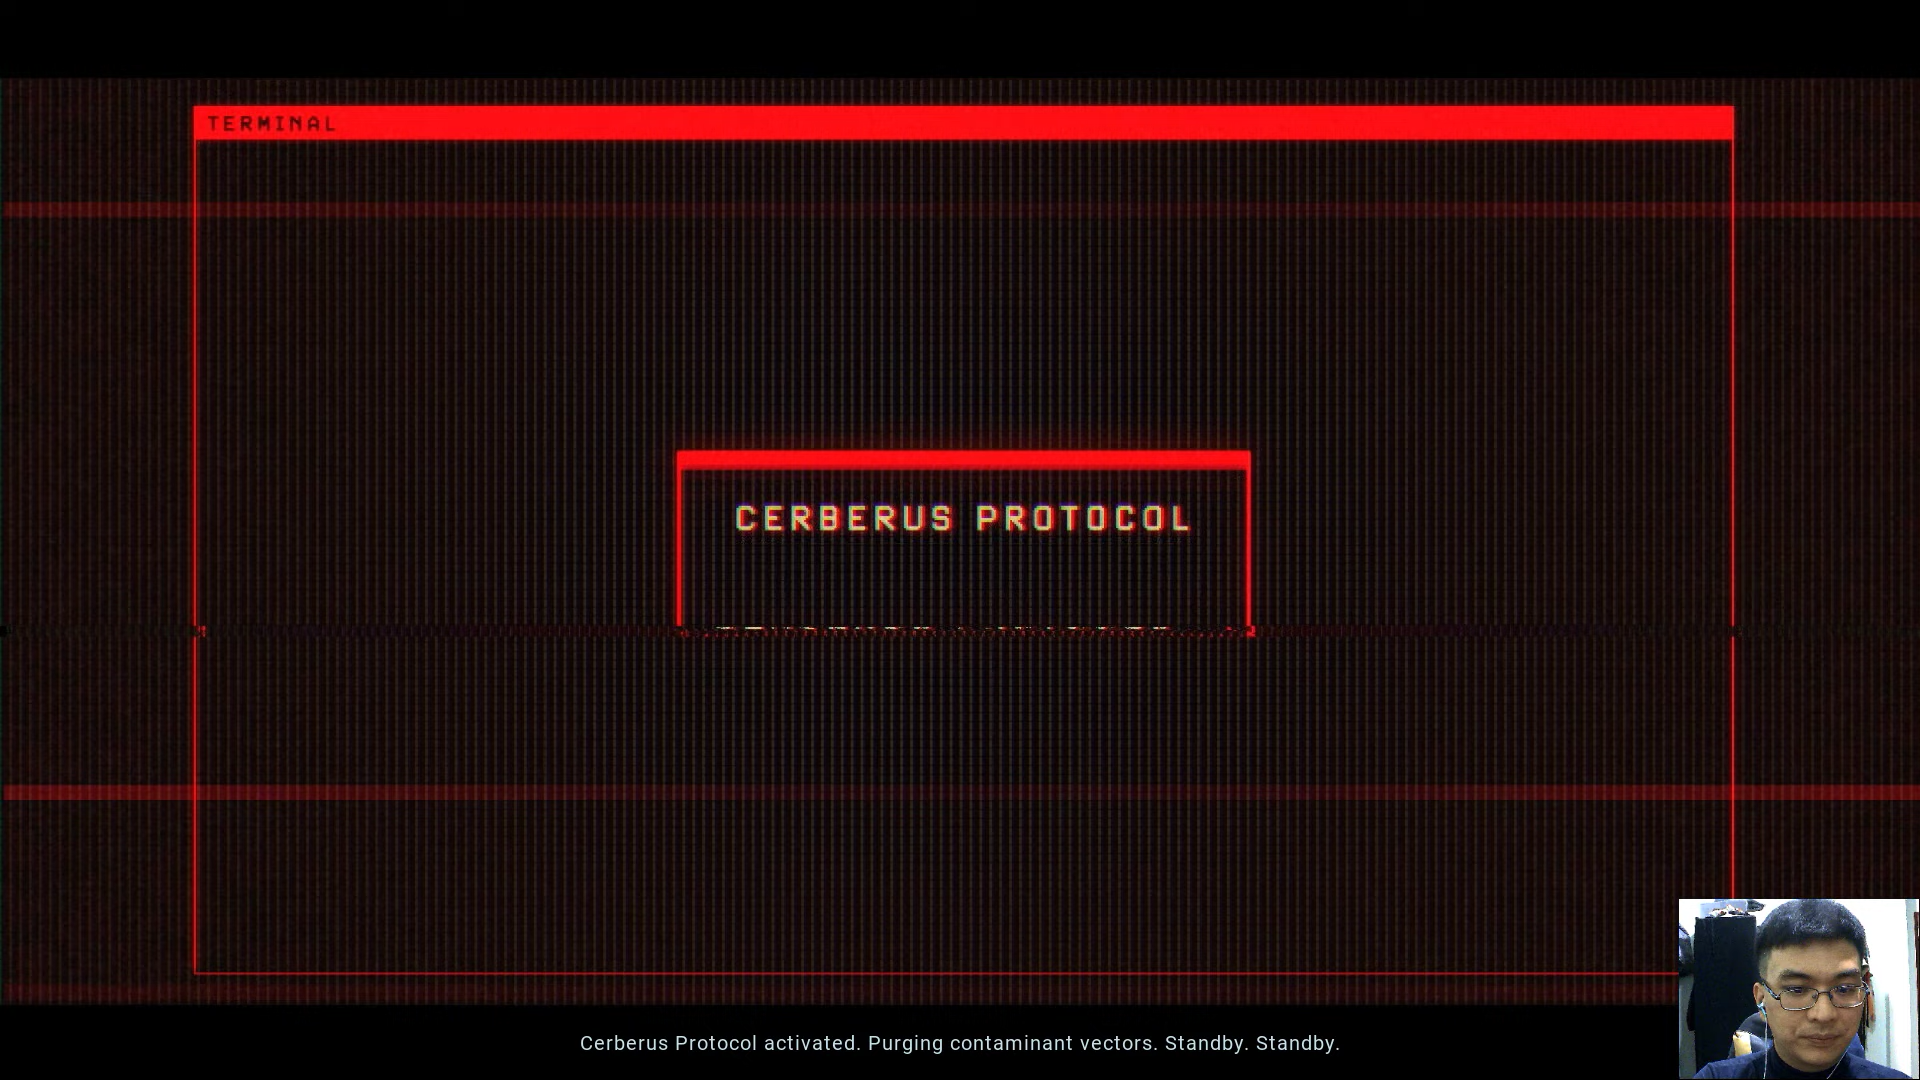 TERMINAL
CERBERUS PROTOCOL
Cerberus Protocol activated. Purging contaminant vectors. Standby. Standby.